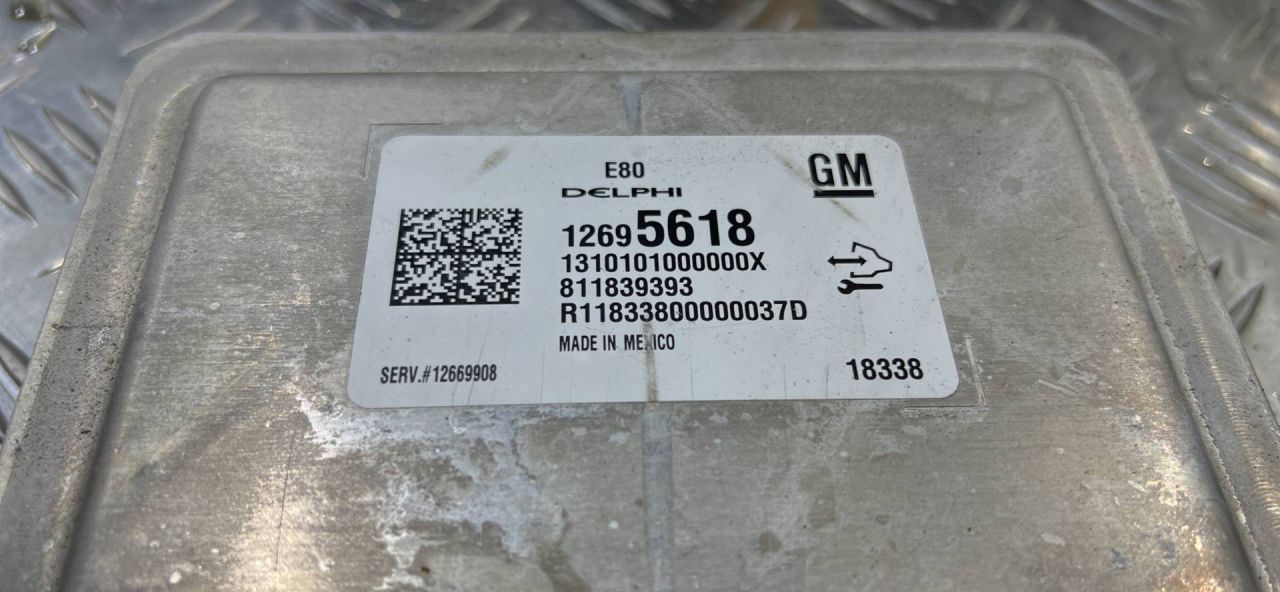 E80
GM
DELPHI
12695618
1310101000000X
811839393
R11833800000037D
MADE IN MEXICO
SERV.#12669908
18338